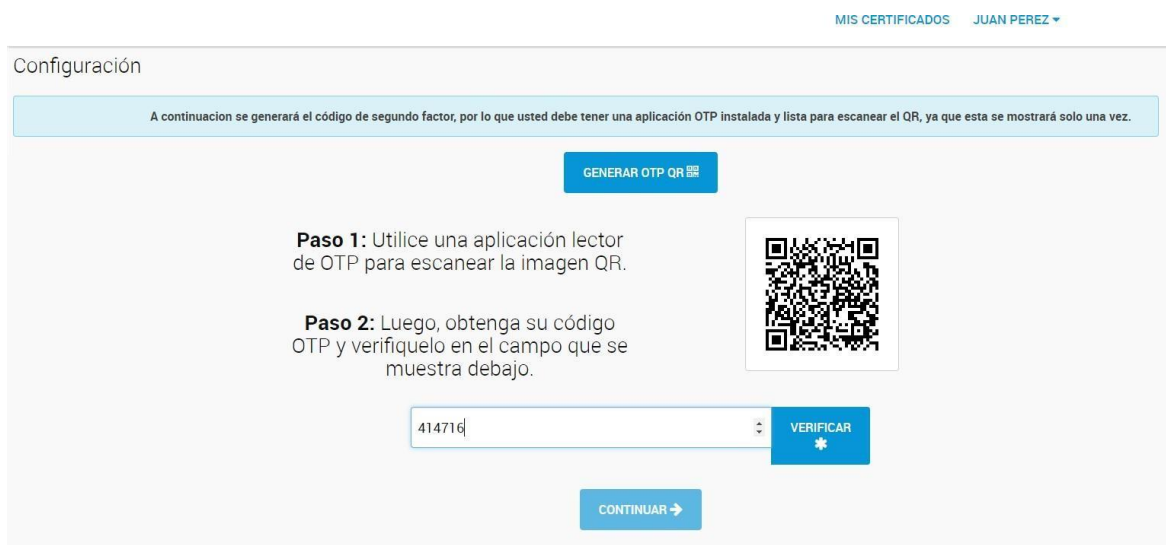 MIS CERTIFICADOS JUAN PEREZ
Configuración
A continuacion se generará el código de segundo factor, por lo que usted debe tener una aplicación OTP instalada y lista para escanear el QR, ya que esta se mostrará solo una vez.
GENERAR OTP QR
Paso 1: Utilice una aplicación lector
de OTP para escanear la imagen QR.
Paso 2: Luego, obtenga su código
OTP y verifiquelo en el campo que se
muestra debajo.
414716
VERIFICAR
CONTINUAR